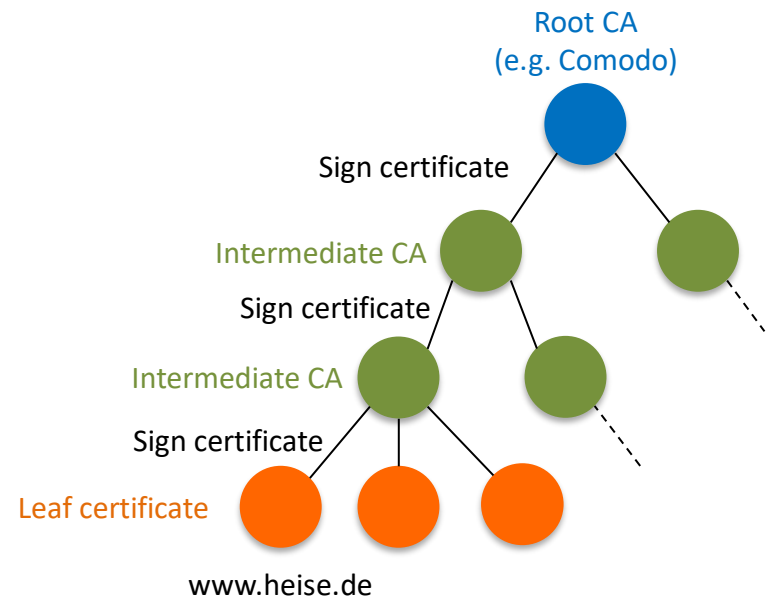 Root CA
(e.g. Comodo)
Sign certificate
Intermediate CA
Sign certificate
Intermediate CA
Sign certificate
Leaf certificate
www.heise.de